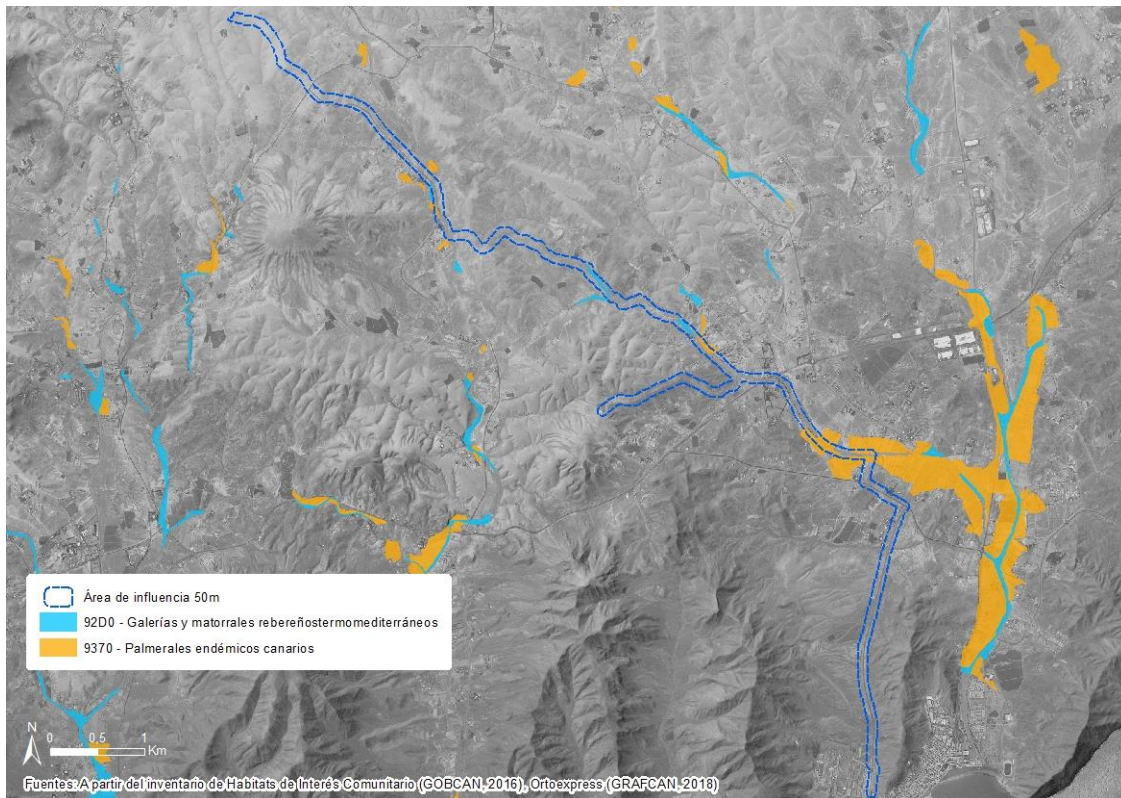 Área de influencia 50m
92D0 - Galerías y matorrales rebereñostermomediterráneos
9370 - Palmerales endémicos canarios
N
0 0,5 1
Km
Fuentes: A partir del inventario de Habitats de Interés Comunitario (GOBCAN, 2016), Ortoexpress (GRAFCAN, 2018)